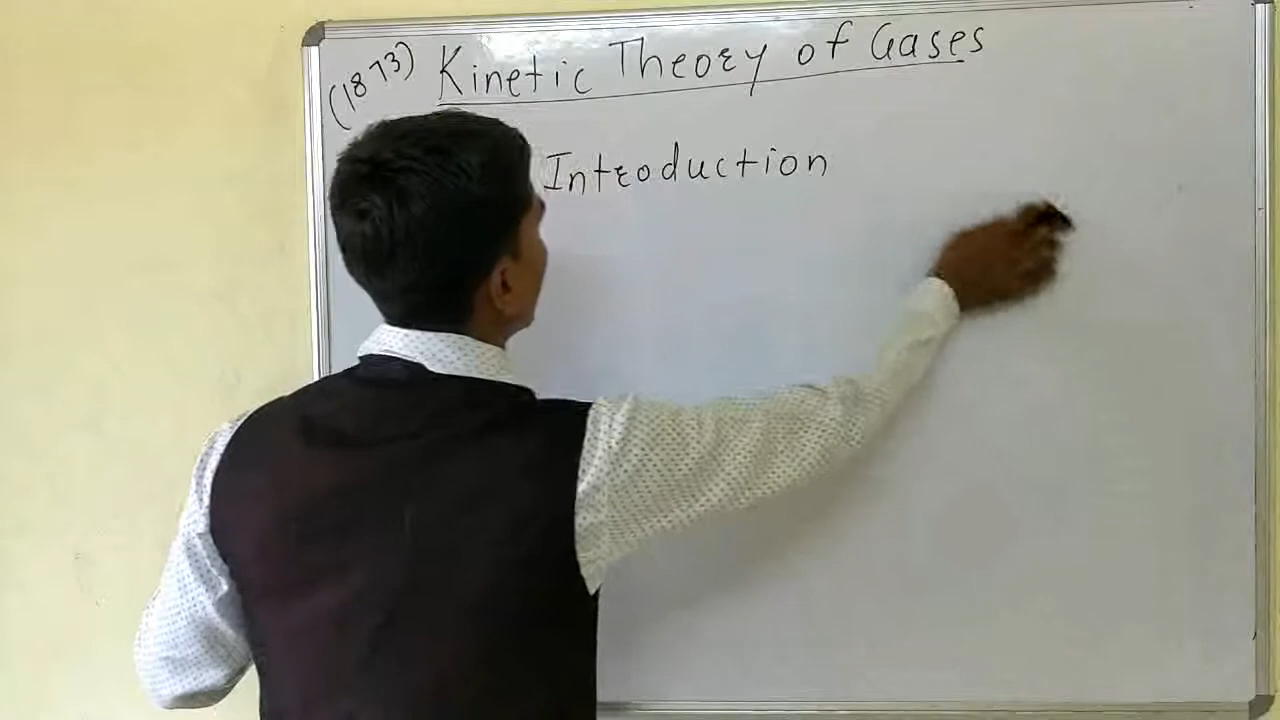 (1873) Kinetic Theory of Gases
Introduction